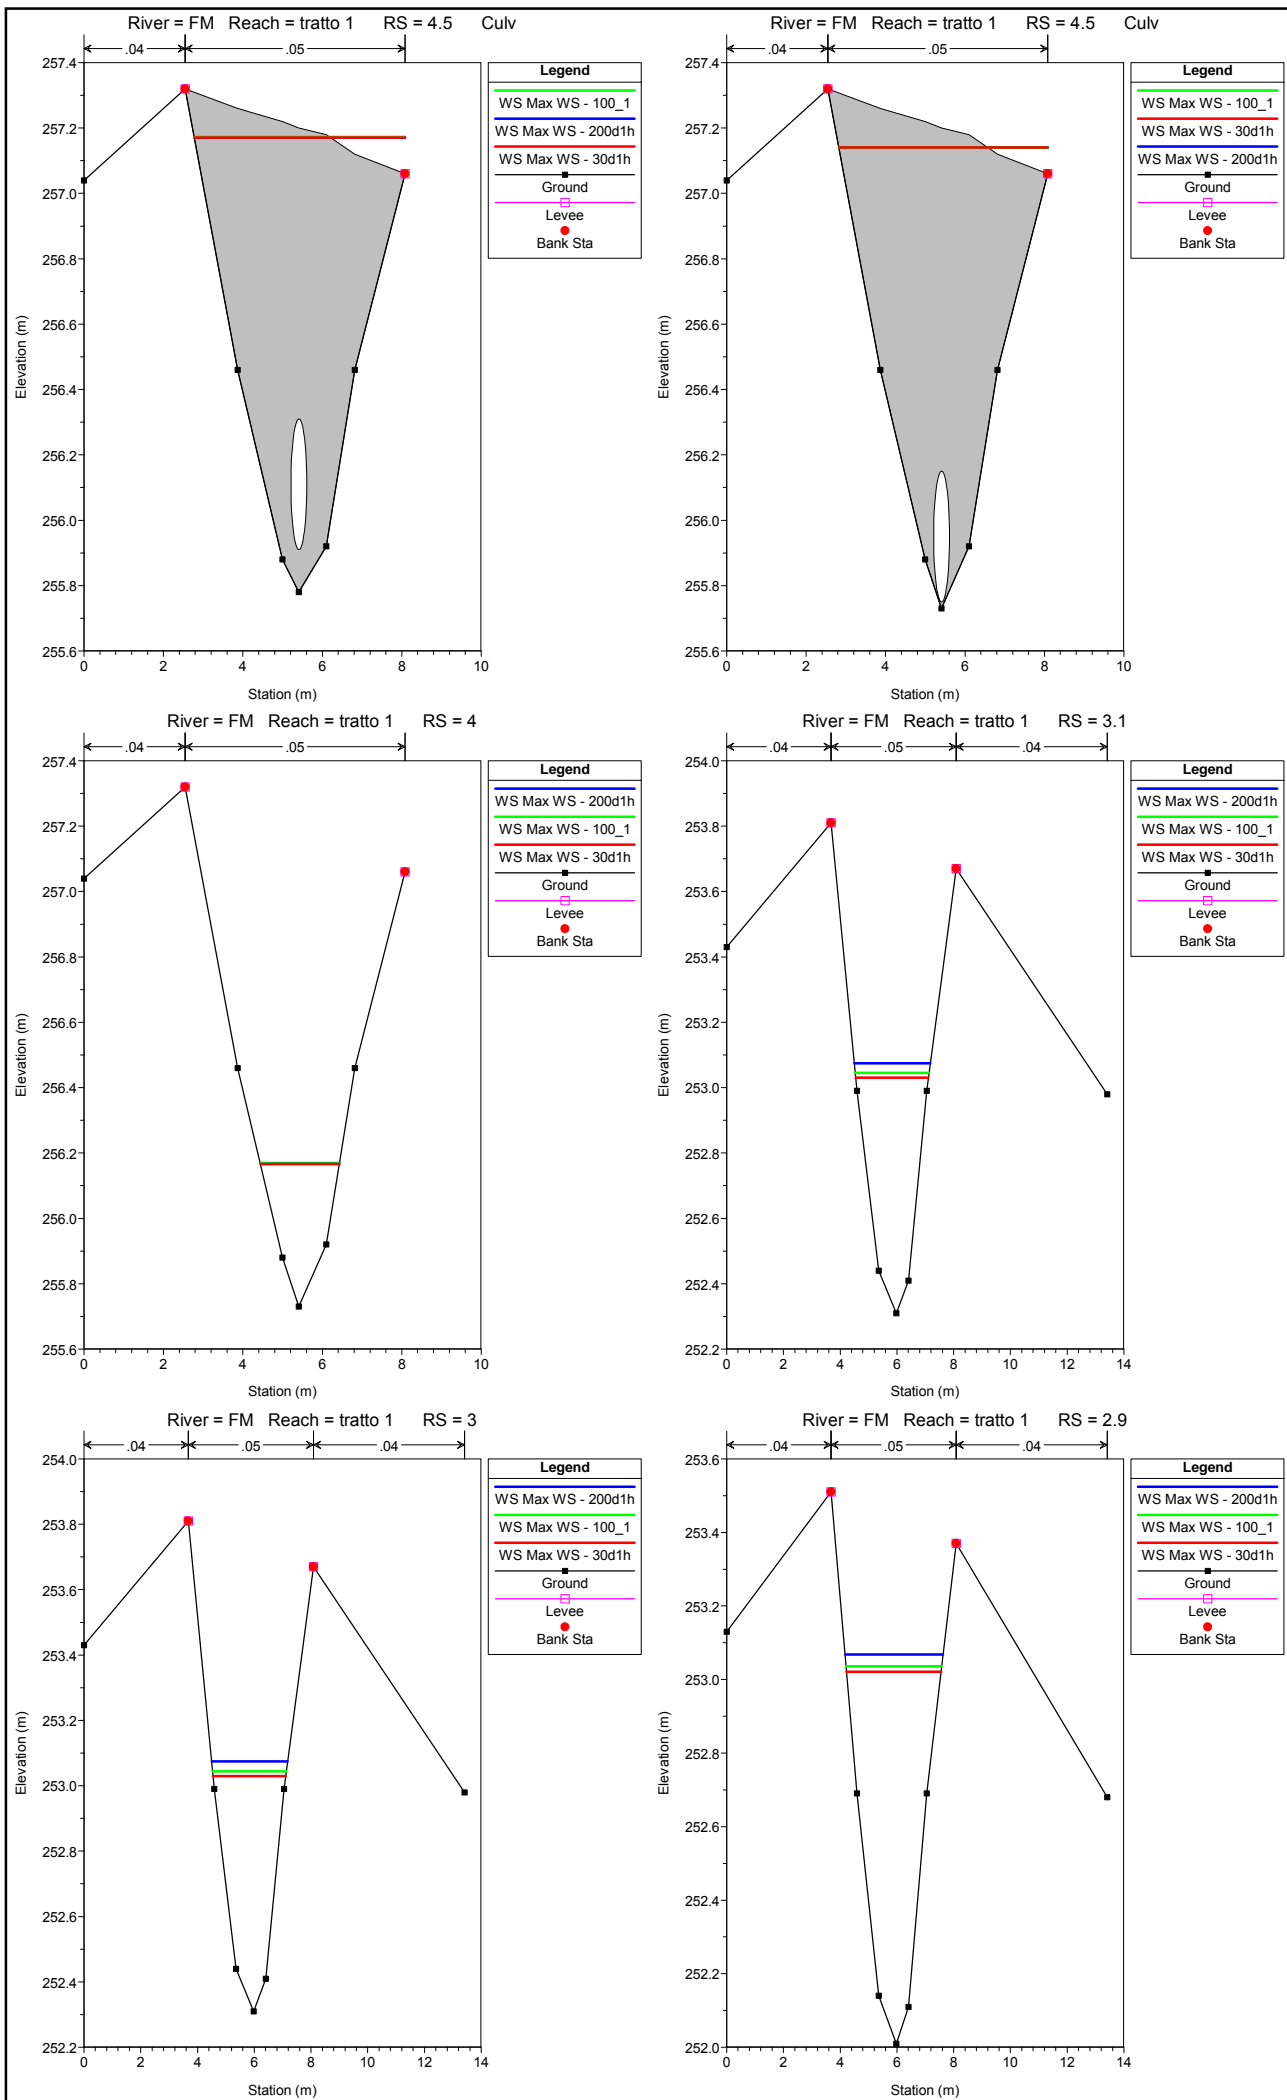 River = FM Reach = tratto 1 RS = 4.5 Culv
.04 .05
257.4
257.2
257.0
256.8
256.6
256.4
256.2
256.0
255.8
255.6
0 2 4 6 8 10
Station (m)
Elevation (m)
Legend
WS Max WS - 100_1
WS Max WS - 200d1h
WS Max WS - 30d1h
Ground
Levee
Bank Sta
River = FM Reach = tratto 1 RS = 4.5 Culv
.04 .05
257.4
257.2
257.0
256.8
256.6
256.4
256.2
256.0
255.8
255.6
0 2 4 6 8 10
Station (m)
Elevation (m)
Legend
WS Max WS - 100_1
WS Max WS - 30d1h
WS Max WS - 200d1h
Ground
Levee
Bank Sta
River = FM Reach = tratto 1 RS = 4
.04 .05
257.4
257.2
257.0
256.8
256.6
256.4
256.2
256.0
255.8
255.6
0 2 4 6 8 10
Station (m)
Elevation (m)
Legend
WS Max WS - 200d1h
WS Max WS - 100_1
WS Max WS - 30d1h
Ground
Levee
Bank Sta
River = FM Reach = tratto 1 RS = 3.1
.04 .05 .04
254.0
253.8
253.6
253.4
253.2
253.0
252.8
252.6
252.4
252.2
0 2 4 6 8 10 12 14
Station (m)
Elevation (m)
Legend
WS Max WS - 200d1h
WS Max WS - 100_1
WS Max WS - 30d1h
Ground
Levee
Bank Sta
River = FM Reach = tratto 1 RS = 3
.04 .05 .04
254.0
253.8
253.6
253.4
253.2
253.0
252.8
252.6
252.4
252.2
0 2 4 6 8 10 12 14
Station (m)
Elevation (m)
Legend
WS Max WS - 200d1h
WS Max WS - 100_1
WS Max WS - 30d1h
Ground
Levee
Bank Sta
River = FM Reach = tratto 1 RS = 2.9
.04 .05 .04
253.6
253.4
253.2
253.0
252.8
252.6
252.4
252.2
252.0
0 2 4 6 8 10 12 14
Station (m)
Elevation (m)
Legend
WS Max WS - 200d1h
WS Max WS - 100_1
WS Max WS - 30d1h
Ground
Levee
Bank Sta